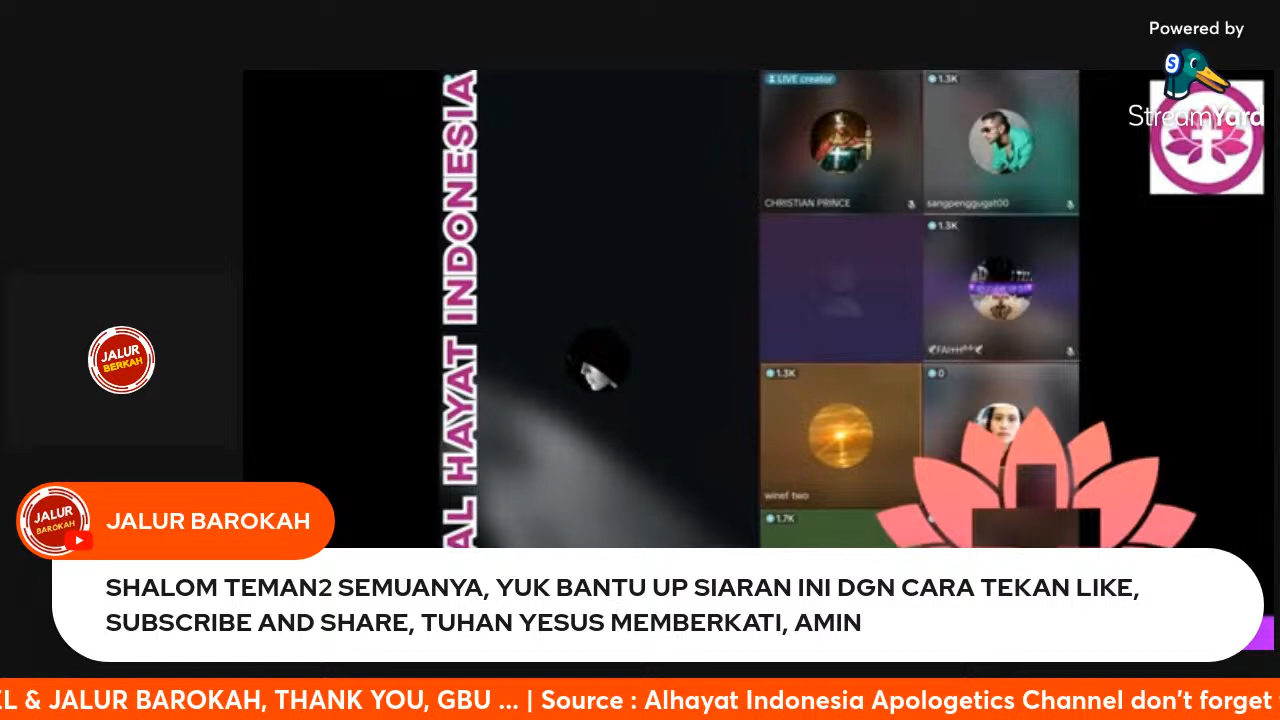 Powered by
StreamYard
AL HAYAT INDONESIA
LIVE creator
1.3K
CHRISTIAN PRINCE
sangpenggugat00
1.3K
1.3K
0
winef two
1.7K
JALUR
BERKAH
JALUR
BAROKAH
JALUR BAROKAH
SHALOM TEMAN2 SEMUANYA, YUK BANTU UP SIARAN INI DGN CARA TEKAN LIKE,
SUBSCRIBE AND SHARE, TUHAN YESUS MEMBERKATI, AMIN
EL & JALUR BAROKAH, THANK YOU, GBU ... | Source : Alhayat Indonesia Apologetics Channel don't forget